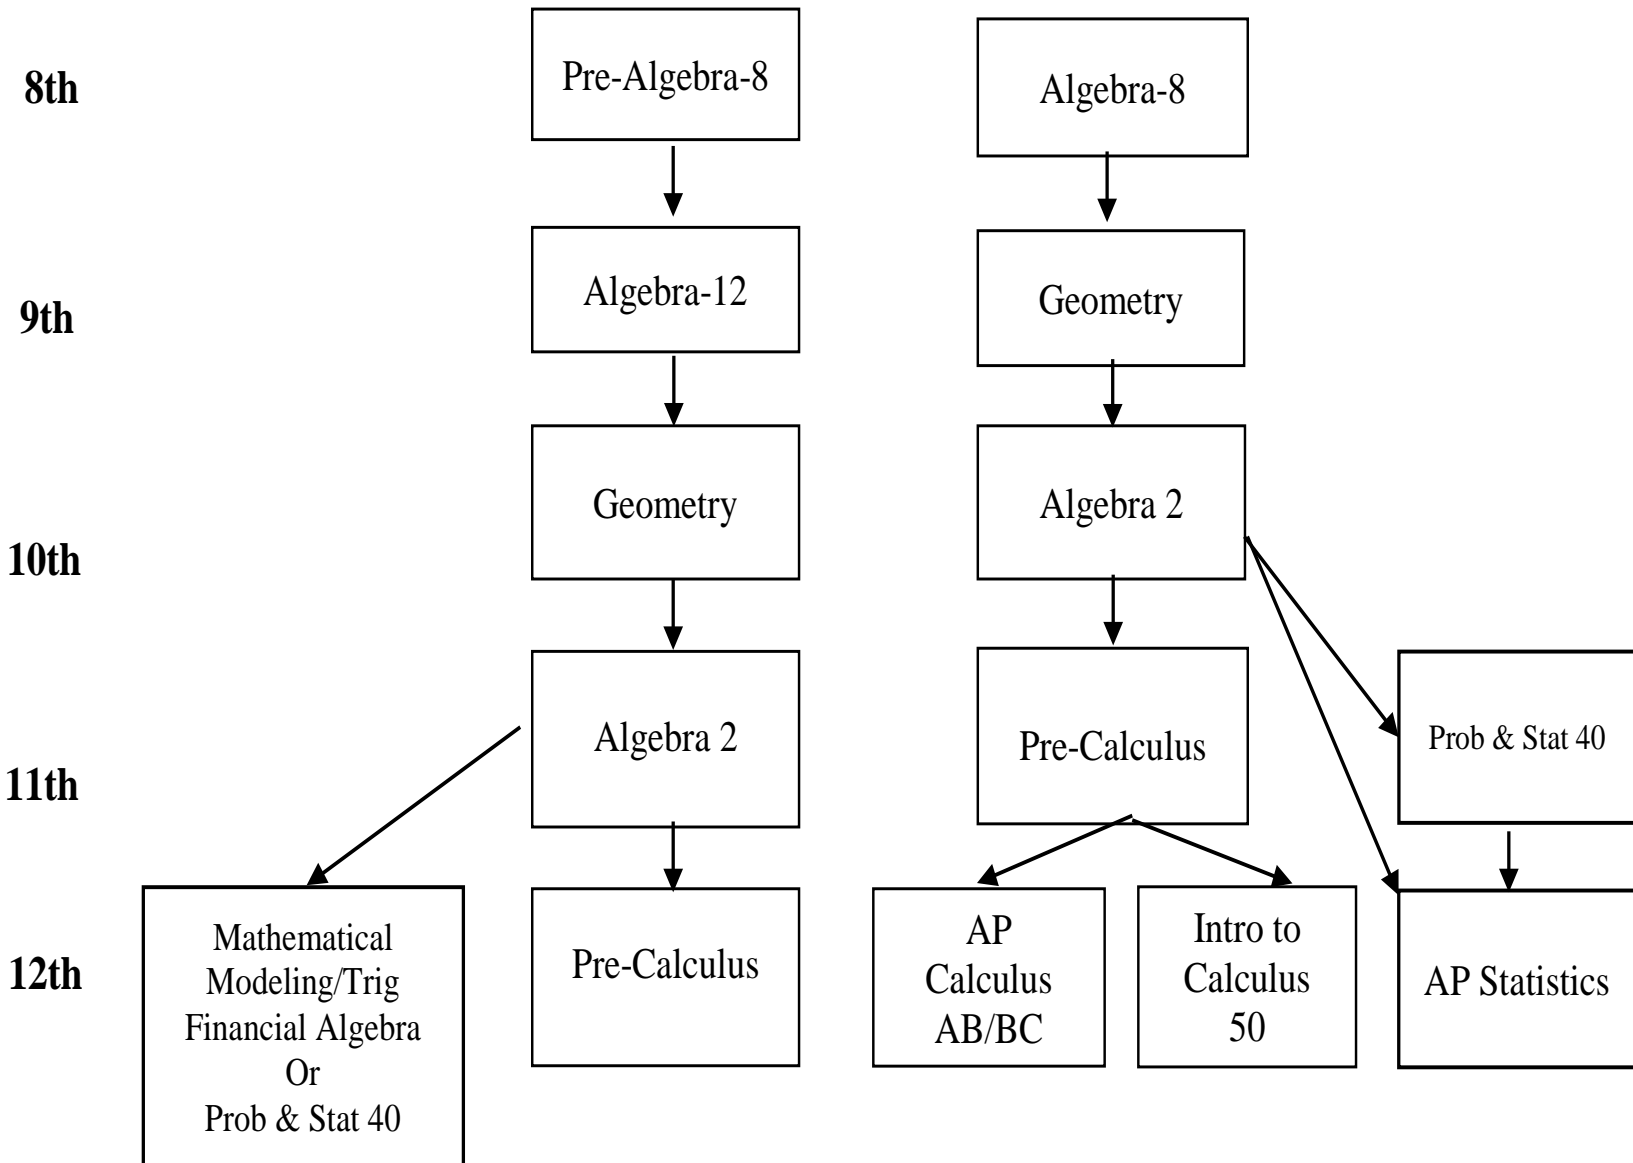 8th
Pre-Algebra-8
Algebra-8
9th
Algebra-12
Geometry
10th
Geometry
Algebra 2
11th
Algebra 2
Pre-Calculus
Prob & Stat 40
12th
Mathematical
Modeling/Trig
Financial Algebra
Or
Prob & Stat 40
Pre-Calculus
AP
Calculus
AB/BC
Intro to
Calculus
50
AP Statistics